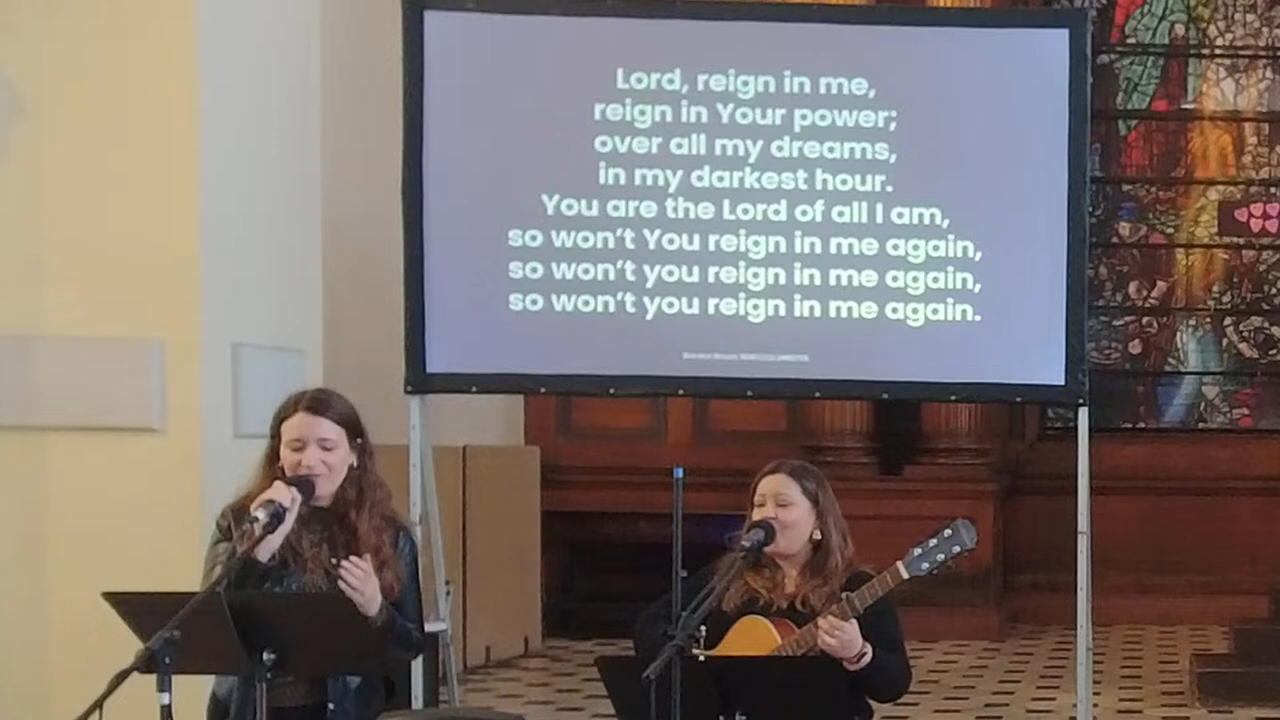 Lord, reign in me,
reign in Your power;
over all my dreams,
in my darkest hour.
You are the Lord of all I am,
so won't You reign in me again,
so won't you reign in me again,
so won't you reign in me again.